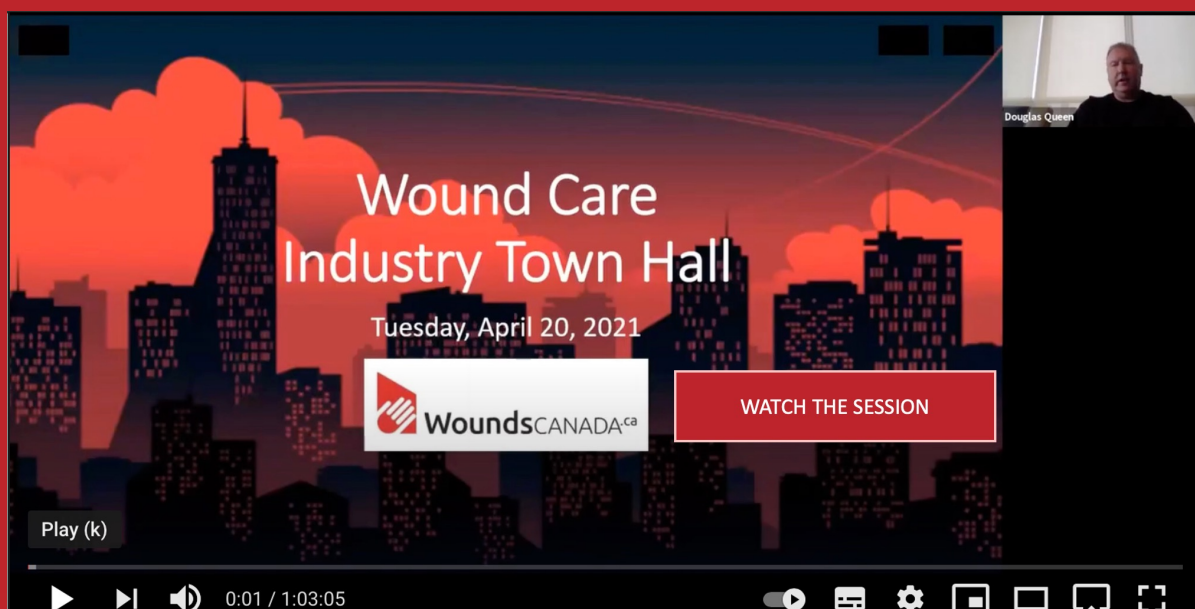 Douglas Queen
Wound Care
Industry Town Hall
Tuesday, April 20, 2021
WoundsCANADA.ca
WATCH THE SESSION
Play (k)
0:01 / 1:03:05